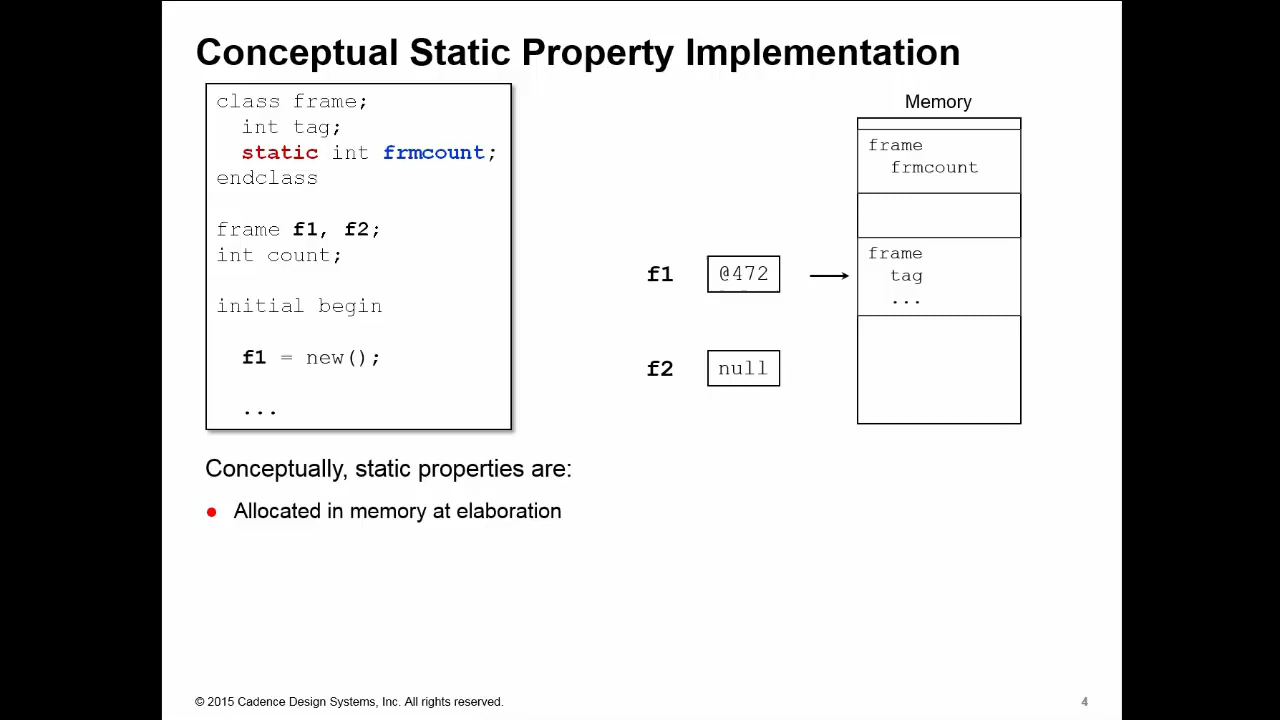 Conceptual Static Property Implementation
class frame;
int tag;
static int frmcount;
endclass
frame f1, f2;
int count;
initial begin
f1 = new();
...
Memory
frame
frmcount
f1
@472
frame
tag
...
f2
null
Conceptually, static properties are:
● Allocated in memory at elaboration
© 2015 Cadence Design Systems, Inc. All rights reserved.
4